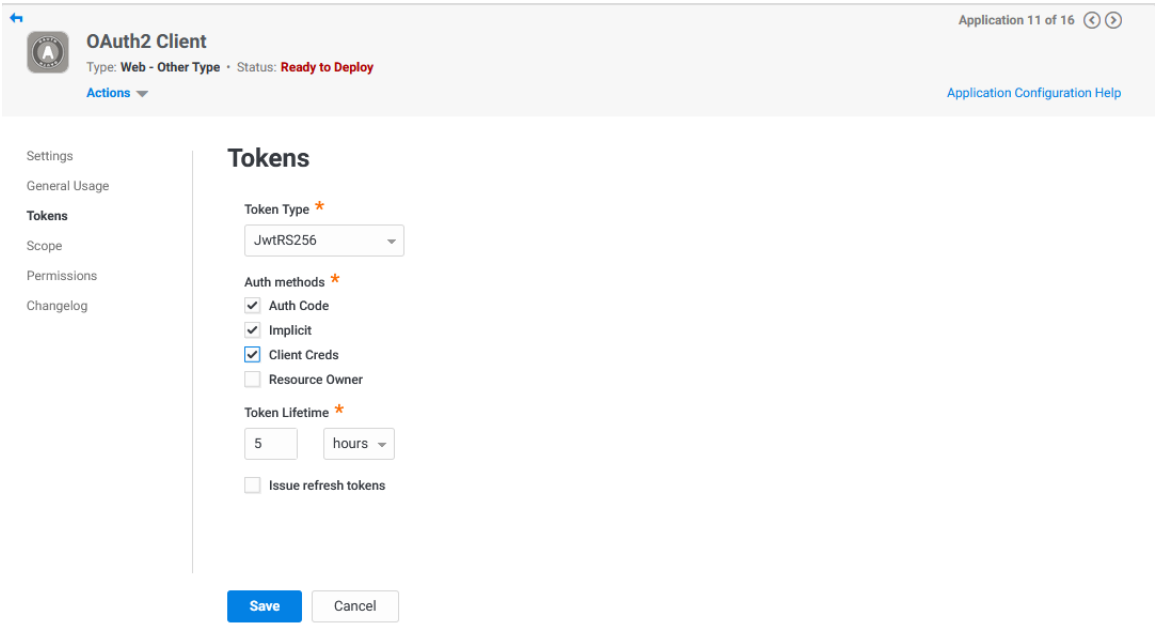 Application 11 of 16
OAuth2 Client
Type: Web - Other Type • Status: Ready to Deploy
Actions
Application Configuration Help
Settings
General Usage
Tokens
Scope
Permissions
Changelog
Tokens
Token Type *
JwtRS256
Auth methods *
Auth Code
Implicit
Client Creds
Resource Owner
Token Lifetime *
5 hours
Issue refresh tokens
Save Cancel